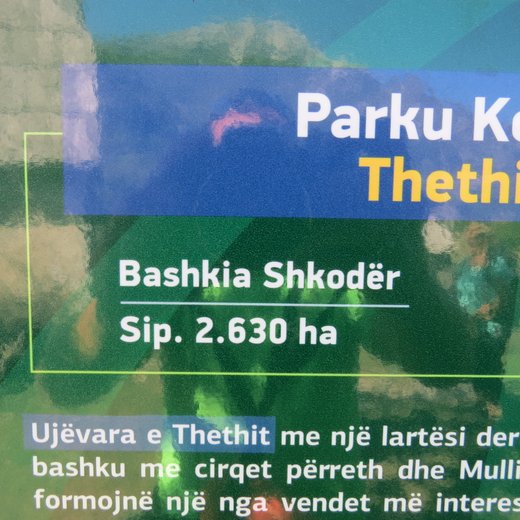 Parku K
Thethi
Bashkia Shkodër
Sip. 2.630 ha
Ujëvara e Thethit me një lartësi der
bashku me cirqet përreth dhe Mulli
formojnë një nga vendet më interes